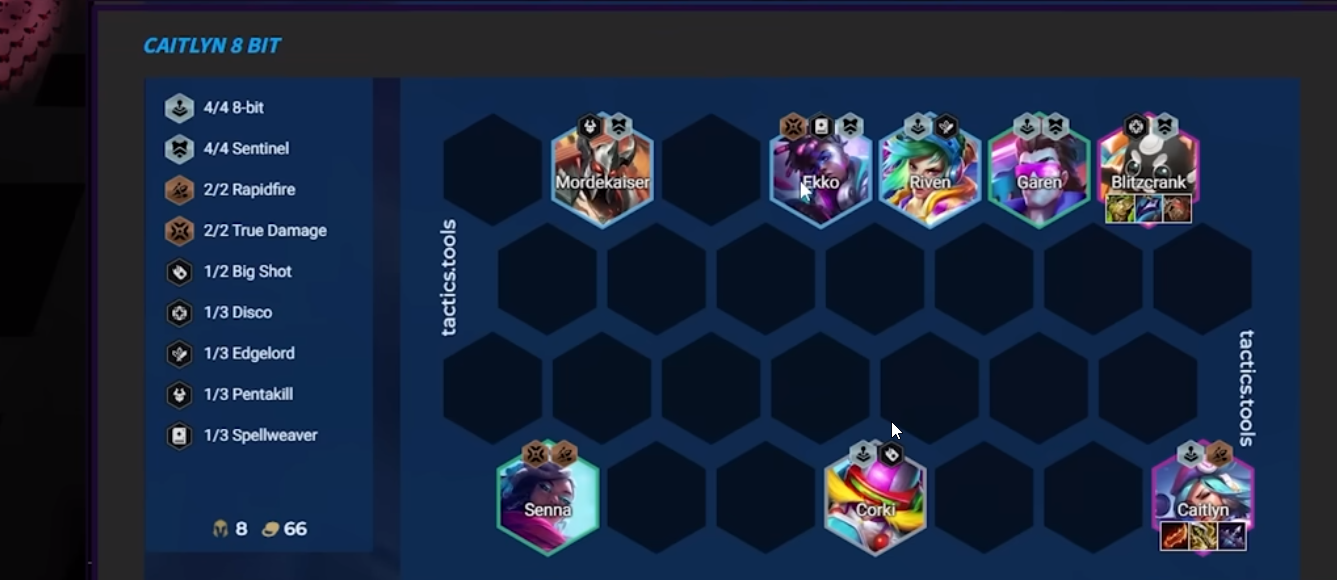 CAITLYN 8 BIT
4/4 8-bit
4/4 Sentinel
2/2 Rapidfire
2/2 True Damage
1/2 Big Shot
1/3 Disco
1/3 Edgelord
1/3 Pentakill
1/3 Spellweaver
8 66
tactics.tools
Mordekaiser Ekko Riven Garen Blitzcrank
tactics.tools
Senna Corki Caitlyn